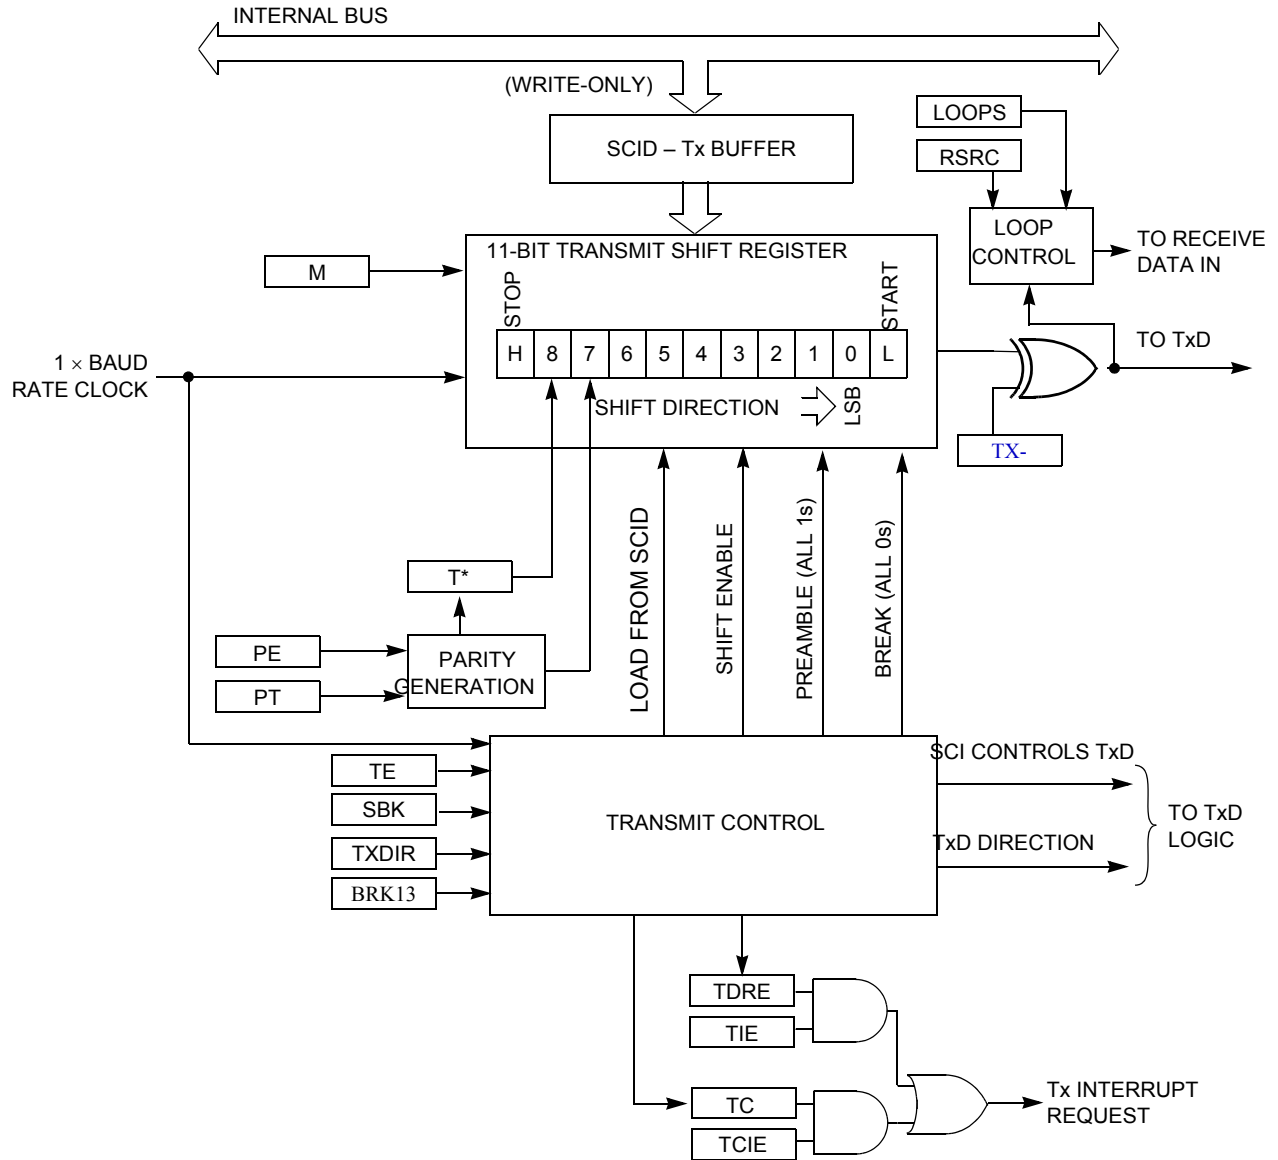 INTERNAL BUS
(WRITE-ONLY)
SCID – Tx BUFFER
LOOPS
RSRC
LOOP
CONTROL
TO RECEIVE
DATA IN
11-BIT TRANSMIT SHIFT REGISTER
M
STOP
START
H 8 7 6 5 4 3 2 1 0 L
SHIFT DIRECTION
LSB
1 × BAUD
RATE CLOCK
TO TxD
TX-
LOAD FROM SCID
SHIFT ENABLE
PREAMBLE (ALL 1s)
BREAK (ALL 0s)
T*
PE
PT
PARITY
GENERATION
TE
SBK
TXDIR
BRK13
TRANSMIT CONTROL
SCI CONTROLS TxD
TxD DIRECTION
TO TxD
LOGIC
TDRE
TIE
TC
TCIE
Tx INTERRUPT
REQUEST